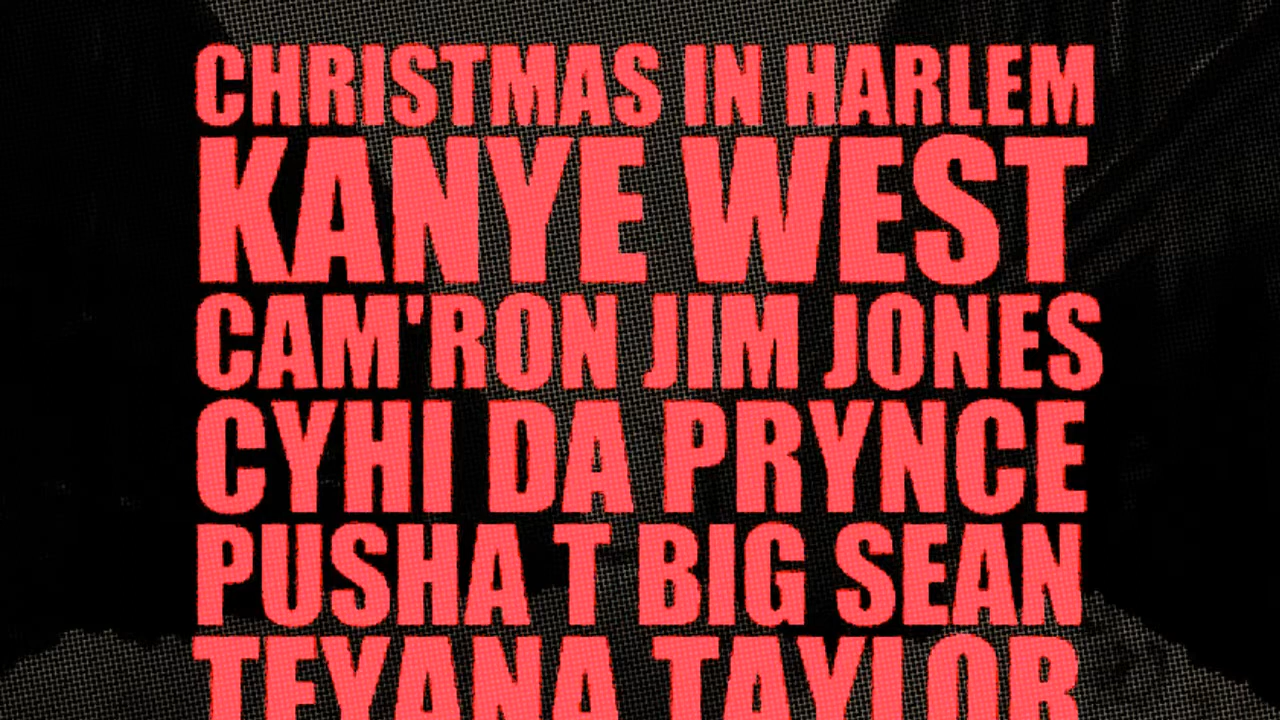 CHRISTMAS IN HARLEM
KANYE WEST
CAM'RON JIM JONES
CYHI DA PRYNCE
PUSHA T BIG SEAN
TEYANA TAYLOR